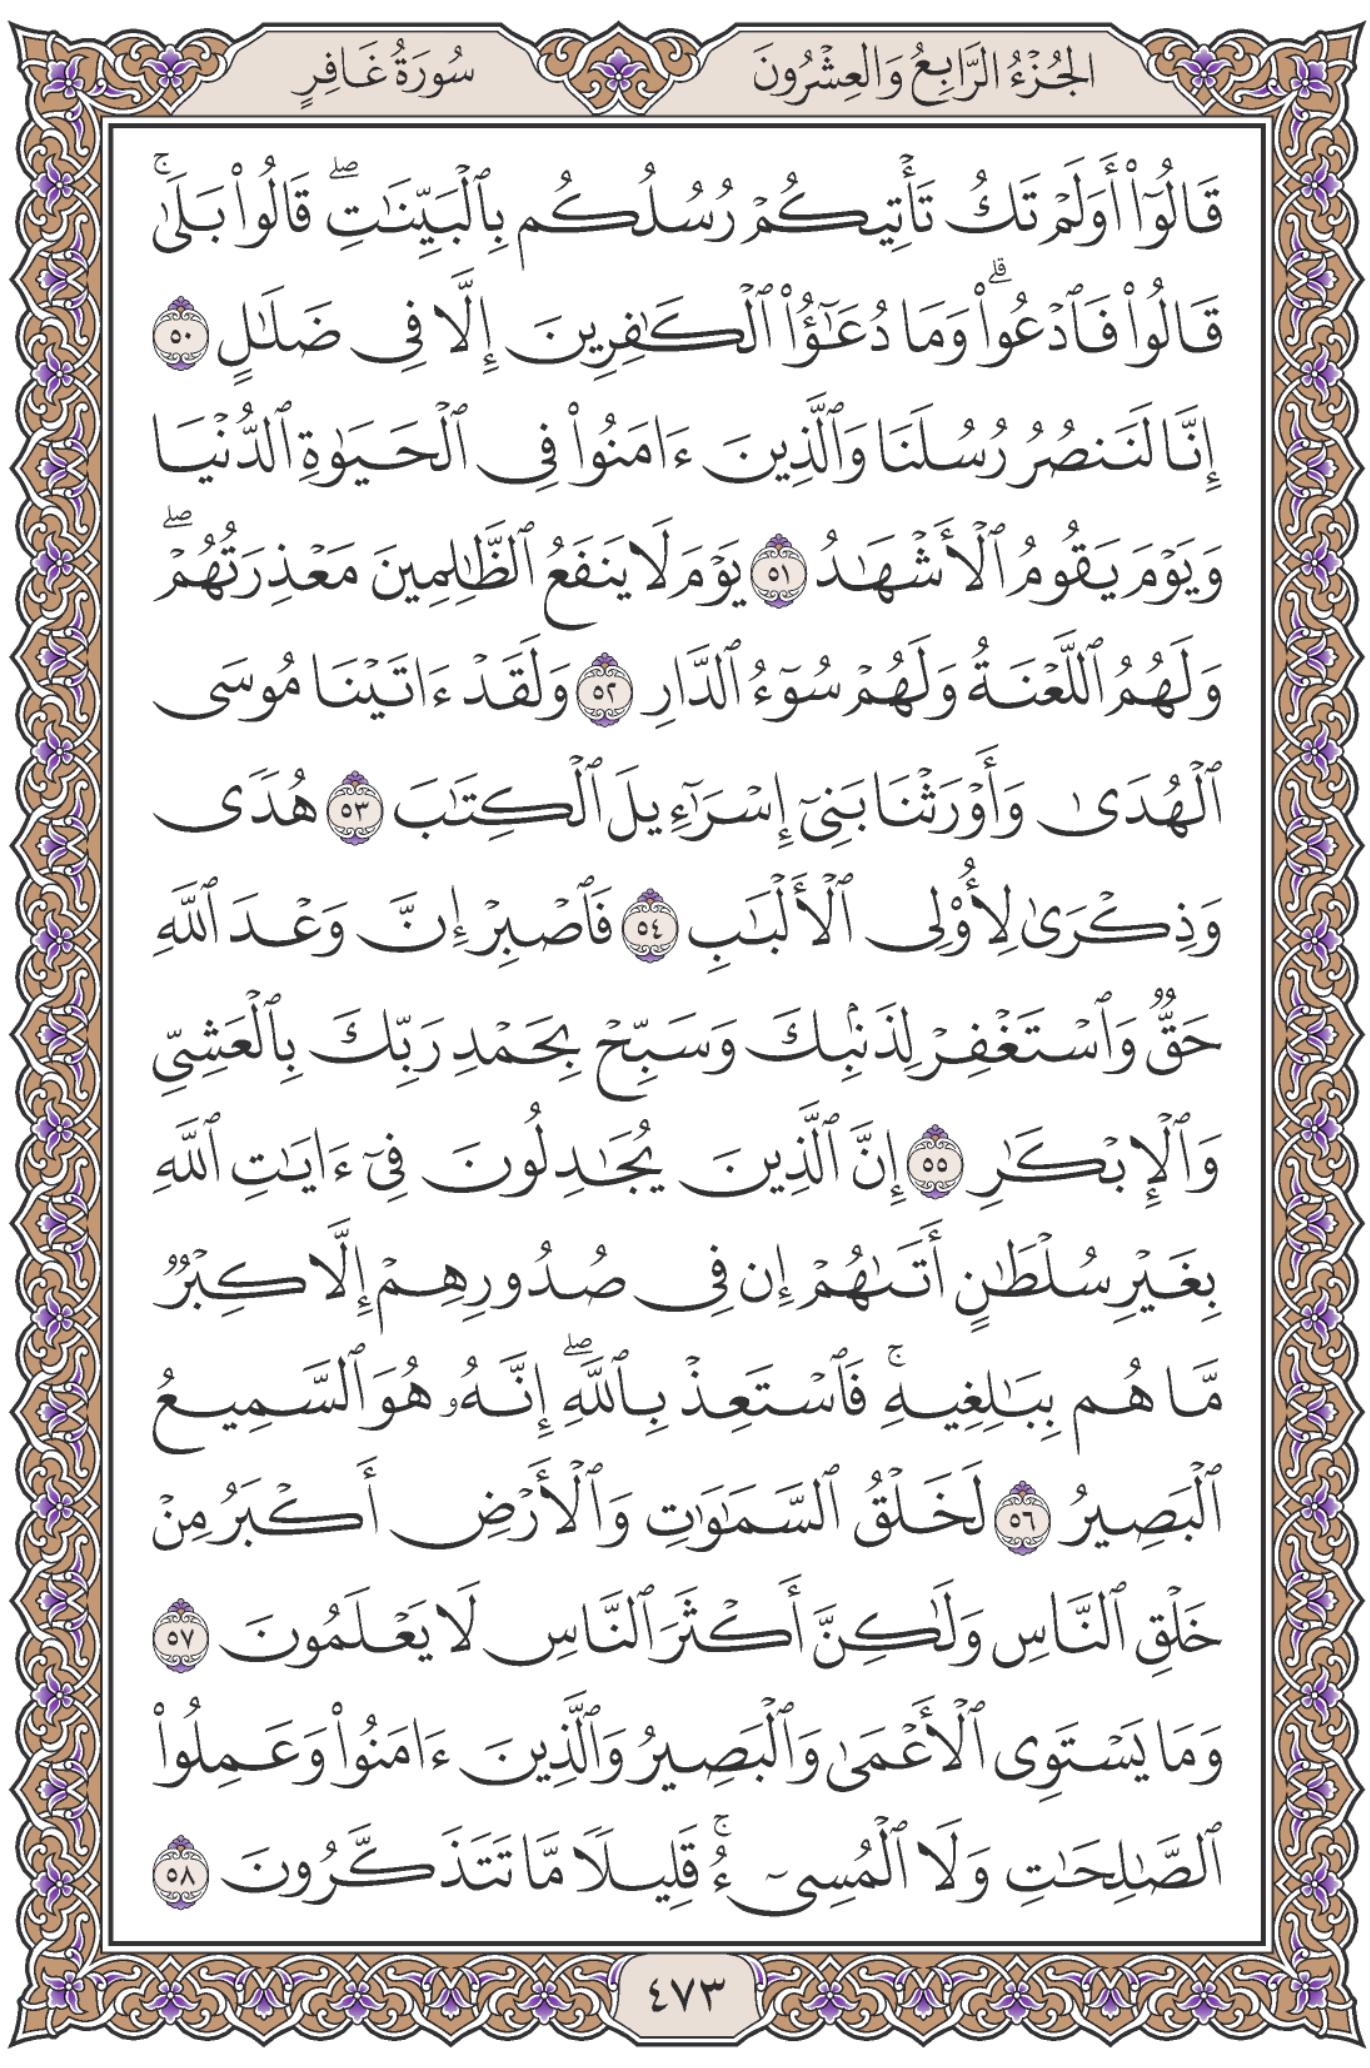 الجُزْءُ الرَّابِعُ وَالعِشْرُونَ
سُورَةُ غَافِرٍ
قَالُوٓا۟ أَوَلَمْ تَكُ تَأْتِيكُمْ رُسُلُكُم بِٱلْبَيِّنَٰتِ ۖ قَالُوا۟ بَلَىٰ ۚ
قَالُوا۟ فَٱدْعُوا۟ ۗ وَمَا دُعَٰٓؤُا۟ ٱلْكَٰفِرِينَ إِلَّا فِى ضَلَٰلٍ ٥٠
إِنَّا لَنَنصُرُ رُسُلَنَا وَٱلَّذِينَ ءَامَنُوا۟ فِى ٱلْحَيَوٰةِ ٱلدُّنْيَا
وَيَوْمَ يَقُومُ ٱلْأَشْهَٰدُ ٥١ يَوْمَ لَا يَنفَعُ ٱلظَّٰلِمِينَ مَعْذِرَتُهُمْ ۖ
وَلَهُمُ ٱللَّعْنَةُ وَلَهُمْ سُوٓءُ ٱلدَّارِ ٥٢ وَلَقَدْ ءَاتَيْنَا مُوسَى
ٱلْهُدَىٰ وَأَوْرَثْنَا بَنِىٓ إِسْرَٰٓءِيلَ ٱلْكِتَٰبَ ٥٣ هُدًى
وَذِكْرَىٰ لِأُو۟لِى ٱلْأَلْبَٰبِ ٥٤ فَٱصْبِرْ إِنَّ وَعْدَ ٱللَّهِ
حَقٌّ وَٱسْتَغْفِرْ لِذَنۢبِكَ وَسَبِّحْ بِحَمْدِ رَبِّكَ بِٱلْعَشِىِّ
وَٱلْإِبْكَٰرِ ٥٥ إِنَّ ٱلَّذِينَ يُجَٰدِلُونَ فِىٓ ءَايَٰتِ ٱللَّهِ
بِغَيْرِ سُلْطَٰنٍ أَتَىٰهُمْ إِن فِى صُدُورِهِمْ إِلَّا كِبْرٌ
مَّا هُم بِبَٰلِغِيهِ ۚ فَٱسْتَعِذْ بِٱللَّهِ ۖ إِنَّهُۥ هُوَ ٱلسَّمِيعُ
ٱلْبَصِيرُ ٥٦ لَخَلْقُ ٱلسَّمَٰوَٰتِ وَٱلْأَرْضِ أَكْبَرُ مِنْ
خَلْقِ ٱلنَّاسِ وَلَٰكِنَّ أَكْثَرَ ٱلنَّاسِ لَا يَعْلَمُونَ ٥٧
وَمَا يَسْتَوِى ٱلْأَعْمَىٰ وَٱلْبَصِيرُ وَٱلَّذِينَ ءَامَنُوا۟ وَعَمِلُوا۟
ٱلصَّٰلِحَٰتِ وَلَا ٱلْمُسِىٓءُ ۚ قَلِيلًا مَّا تَتَذَكَّرُونَ ٥٨
٤٧٣